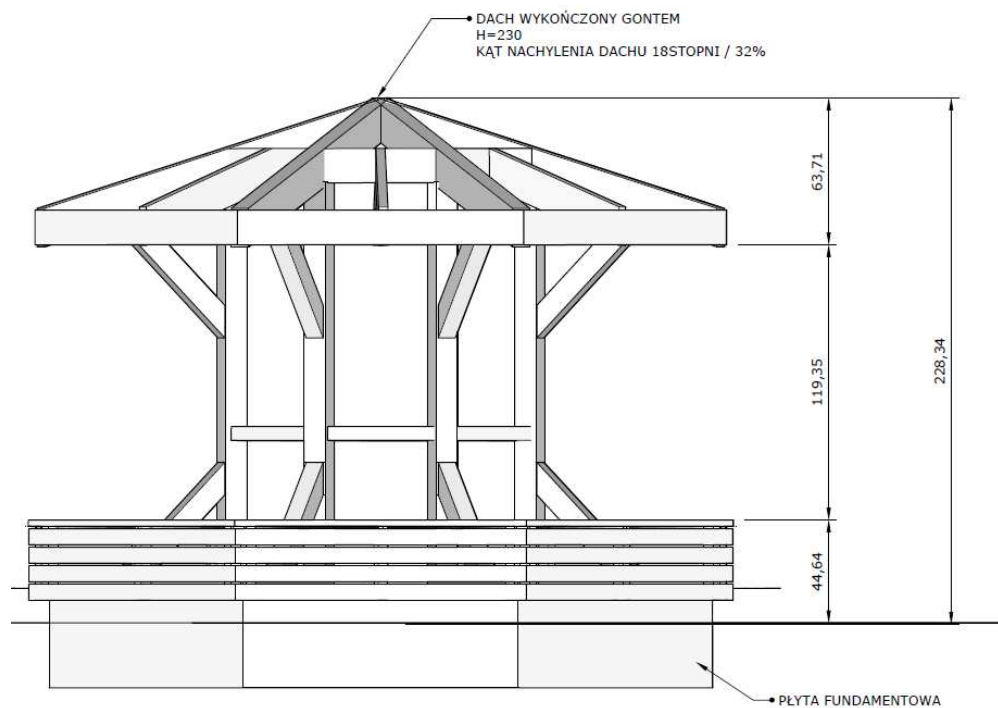 DACH WYKOŃCZONY GONTEM
H=230
KĄT NACHYLENIA DACHU 18STOPNI / 32%
63,71
119,35
228,34
44,64
PŁYTA FUNDAMENTOWA